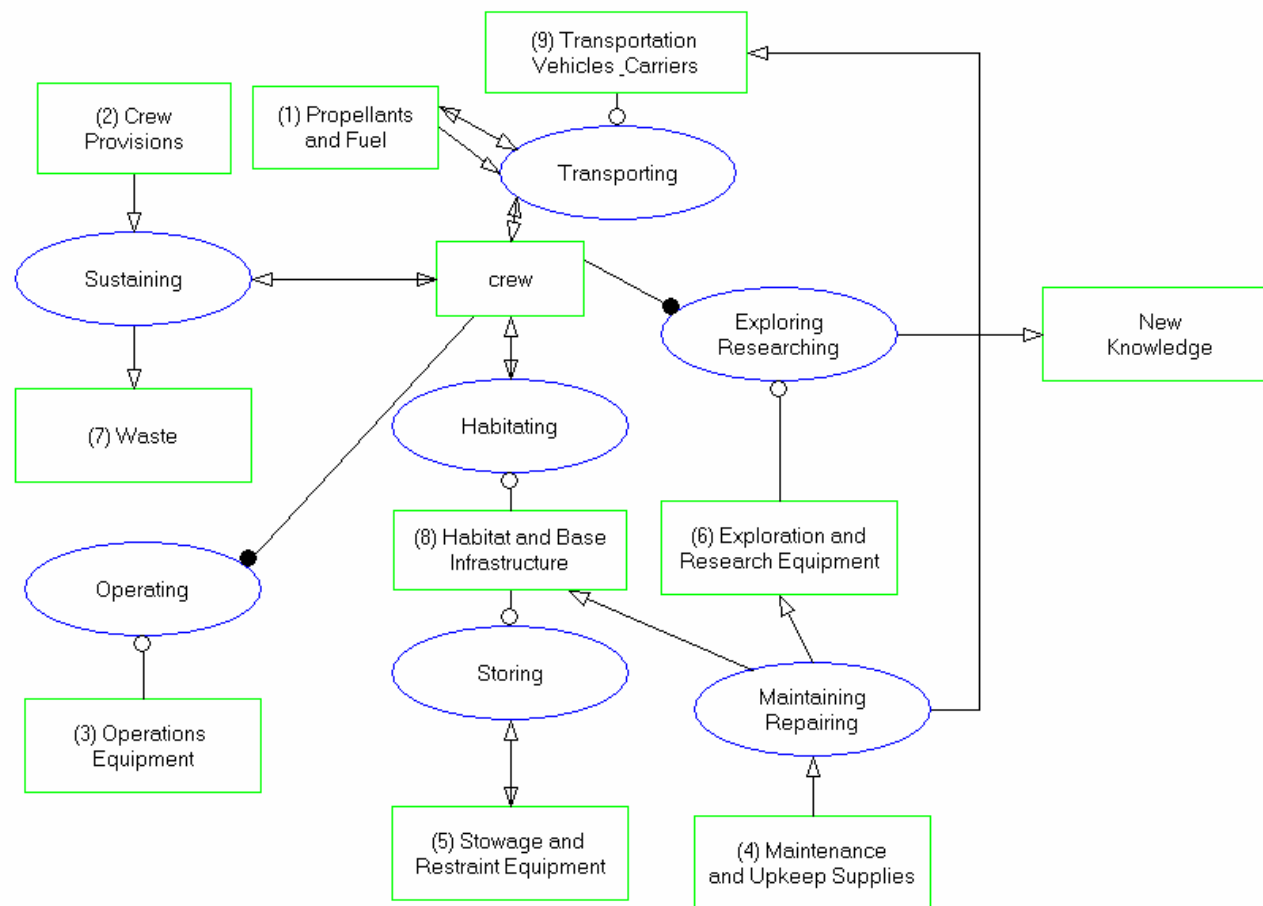 (9) Transportation
Vehicles_Carriers
(2) Crew
Provisions
(1) Propellants
and Fuel
Transporting
Sustaining
crew
Exploring
Researching
New
Knowledge
(7) Waste
Habitating
(8) Habitat and Base
Infrastructure
(6) Exploration and
Research Equipment
Operating
Storing
Maintaining
Repairing
(3) Operations
Equipment
(5) Stowage and
Restraint Equipment
(4) Maintenance
and Upkeep Supplies